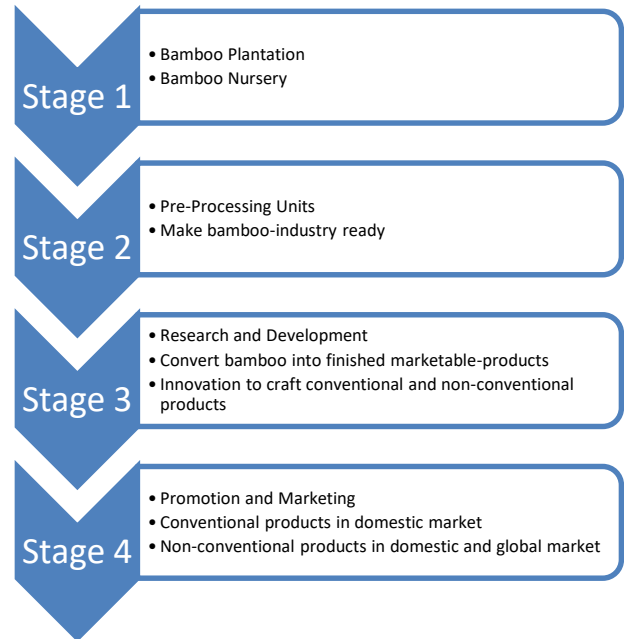 Stage 1
• Bamboo Plantation
• Bamboo Nursery
Stage 2
• Pre-Processing Units
• Make bamboo-industry ready
Stage 3
• Research and Development
• Convert bamboo into finished marketable-products
• Innovation to craft conventional and non-conventional
products
Stage 4
• Promotion and Marketing
• Conventional products in domestic market
• Non-conventional products in domestic and global market